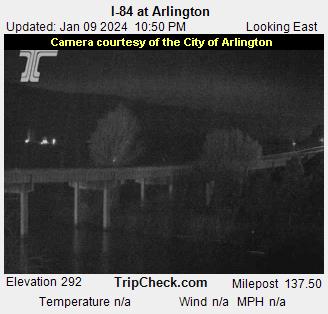 I-84 at Arlington
Updated: Jan 09 2024 10:50 PM Looking East
Camera courtesy of the City of Arlington
Elevation 292 TripCheck.com Milepost 137.50
Temperature n/a Wind n/a MPH n/a